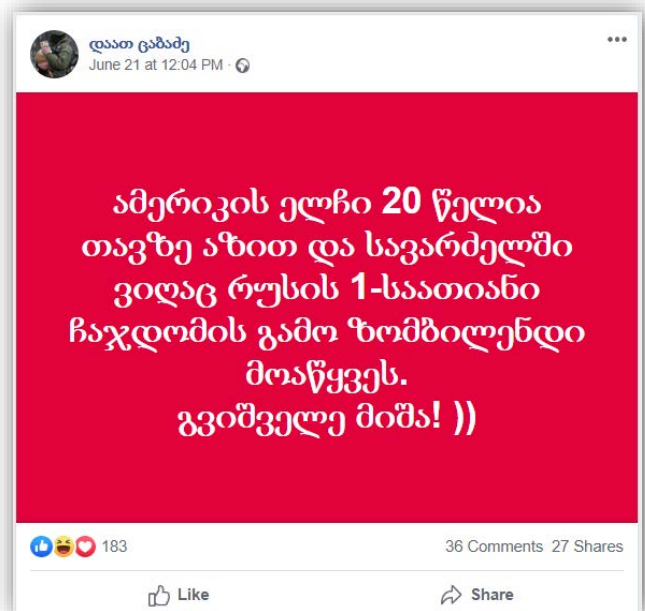 დაათ ცაბაძე
June 21 at 12:04 PM
ამერიკის ელჩი 20 წელია
თავზე აზით და სავარძელში
ვიღაც რუსის 1-საათიანი
ჩაჯდომის გამო ზომბილენდი
მოაწყვეს.
გვიშველე მიშა! ))
183
36 Comments 27 Shares
Like
Share